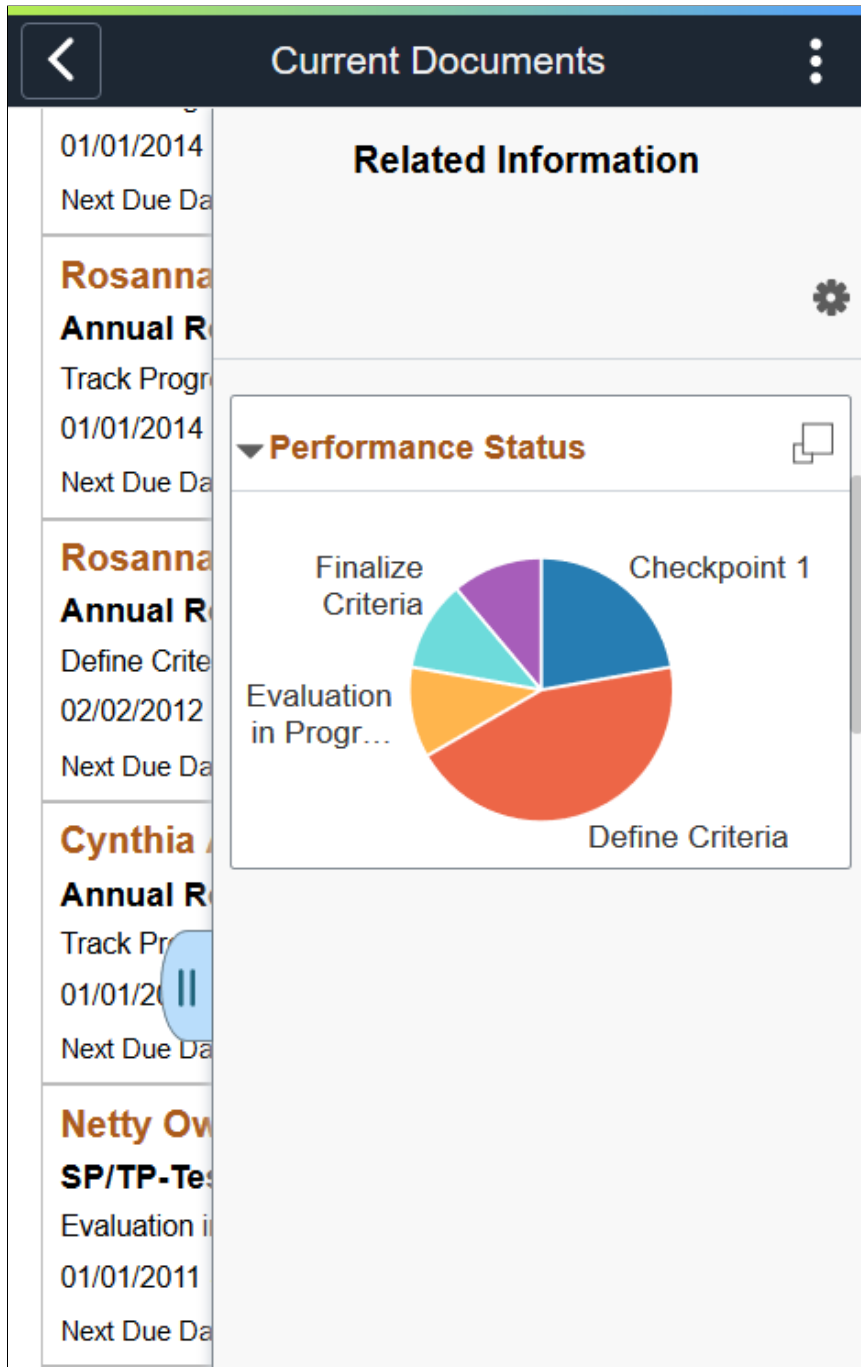 Current Documents
01/01/2014
Next Due Da
Rosanna
Annual R
Track Progr
01/01/2014
Next Due Da
Rosanna
Annual R
Define Crite
02/02/2012
Next Due Da
Cynthia
Annual R
Track Pr
01/01/20
Next Due Da
Netty Ow
SP/TP-Tes
Evaluation i
01/01/2011
Next Due Da
Related Information
Performance Status
Finalize
Criteria
Checkpoint 1
Evaluation
in Progr...
Define Criteria